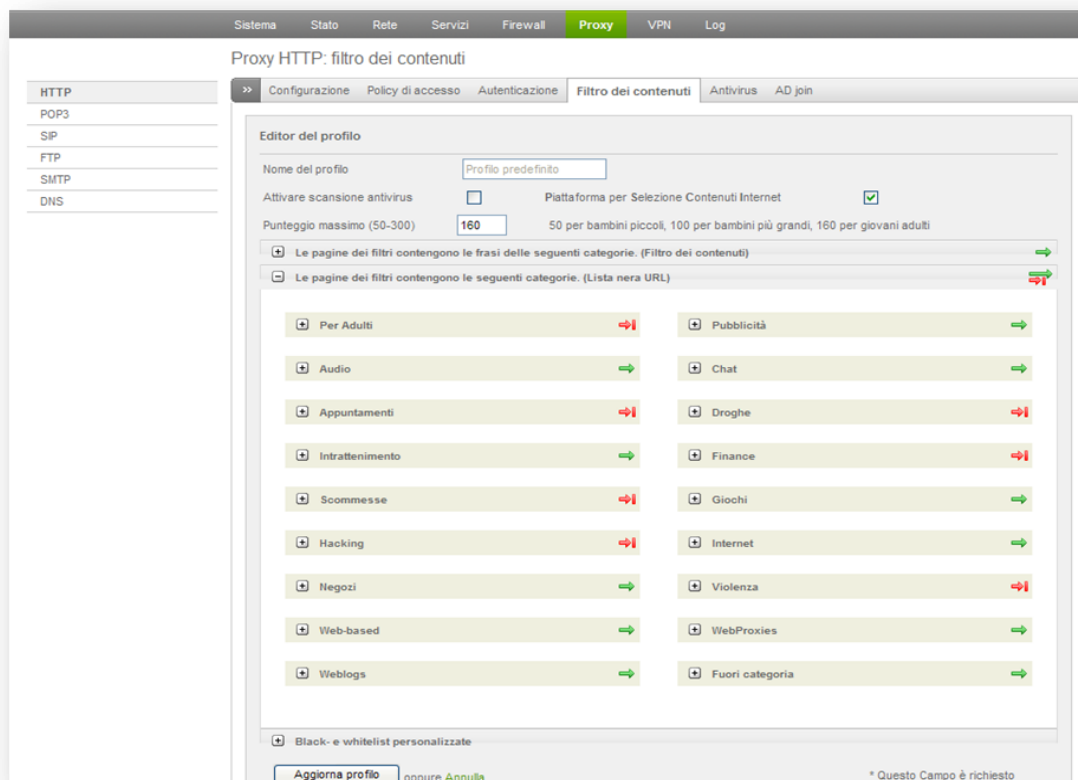 Sistema Stato Rete Servizi Firewall Proxy VPN Log
Proxy HTTP: filtro dei contenuti
HTTP
POP3
SIP
FTP
SMTP
DNS
>> Configurazione Policy di accesso Autenticazione Filtro dei contenuti Antivirus AD join
Editor del profilo
Nome del profilo Profilo predefinito
Attivare scansione antivirus Piattaforma per Selezione Contenuti Internet
Punteggio massimo (50-300) 160 50 per bambini piccoli, 100 per bambini più grandi, 160 per giovani adulti
Le pagine dei filtri contengono le frasi delle seguenti categorie. (Filtro dei contenuti)
Le pagine dei filtri contengono le seguenti categorie. (Lista nera URL)
Per Adulti Pubblicità
Audio Chat
Appuntamenti Droghe
Intrattenimento Finance
Scommesse Giochi
Hacking Internet
Negozi Violenza
Web-based WebProxies
Weblogs Fuori categoria
Black- e whitelist personalizzate
Aggiorna profilo oppure Annulla * Questo Campo è richiesto